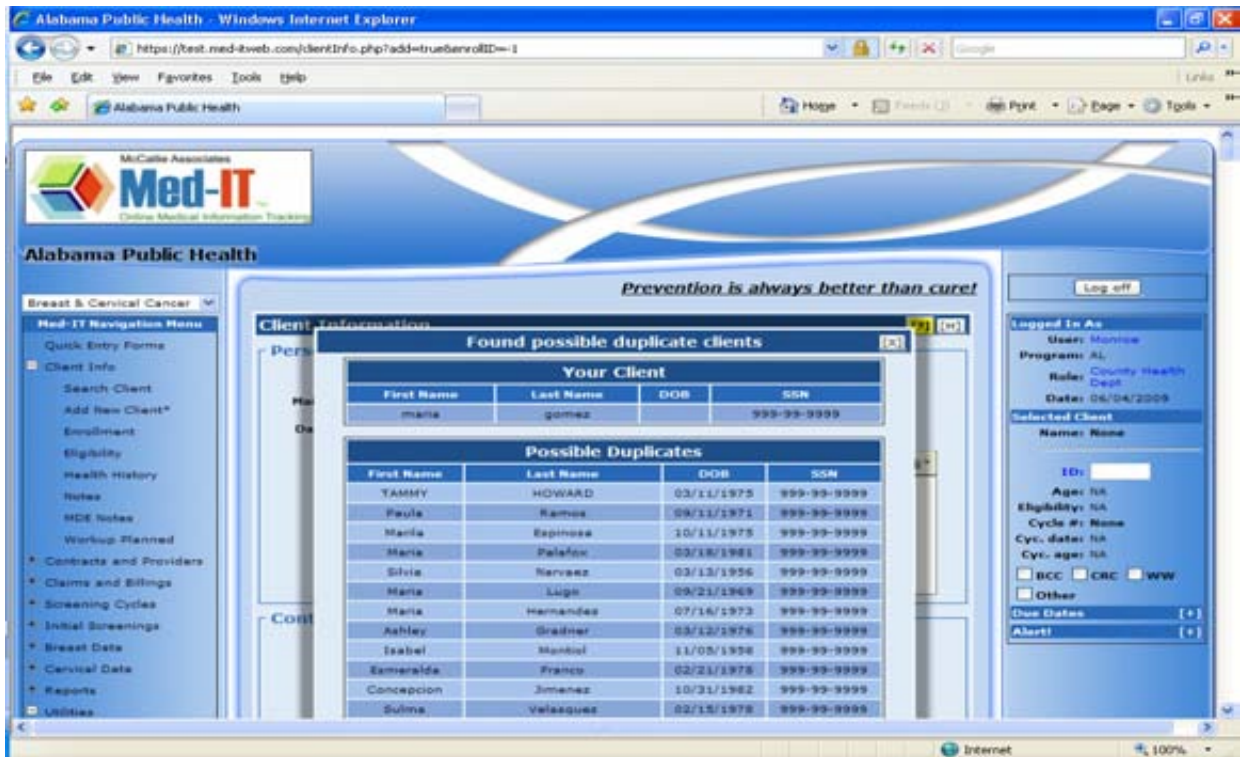 Alabama Public Health - Windows Internet Explorer
https://test.med-itweb.com/clientInfo.php?add=true&enrollID=-1
Google
File Edit View Favorites Tools Help
Links
Alabama Public Health
Home Feeds Print Page Tools
McCallie Associates
Med-IT
Online Medical Information Tracking
Alabama Public Health
Prevention is always better than cure!
Log off
Breast & Cervical Cancer
Med-IT Navigation Menu
Quick Entry Forms
Client Info
Search Client
Add New Client*
Enrollment
Eligibility
Health History
Notes
MDE Notes
Workup Planned
Contracts and Providers
Claims and Billings
Screening Cycles
Initial Screenings
Breast Data
Cervical Data
Reports
Utilities
Client Information
[H]
Pers
Cont
Found possible duplicate clients [X]
Your Client
First Name Last Name DOB SSN
maria gomez 999-99-9999
Possible Duplicates
First Name Last Name DOB SSN
TAMMY HOWARD 03/11/1975 999-99-9999
Paula Ramos 09/11/1971 999-99-9999
Marila Espinosa 10/11/1975 999-99-9999
Maria Palafox 03/18/1981 999-99-9999
Silvia Narvaez 03/13/1956 999-99-9999
Maria Lugo 09/21/1969 999-99-9999
Maria Hernandez 07/16/1973 999-99-9999
Ashley Gradner 03/12/1976 999-99-9999
Isabel Montiol 11/05/1958 999-99-9999
Esmeralda Franco 02/21/1978 999-99-9999
Concepcion Jimenez 10/31/1982 999-99-9999
Sulma Velasquez 02/15/1978 999-99-9999
Logged In As
User: Monroe
Program: AL
Role: County Health
Dept
Date: 06/04/2009
Selected Client
Name: None
ID:
Age: NA
Eligibility: NA
Cycle #: None
Cyc. date: NA
Cyc. age: NA
BCC CRC WW
Other
Due Dates [+]
Alert! [+]
Internet 100%